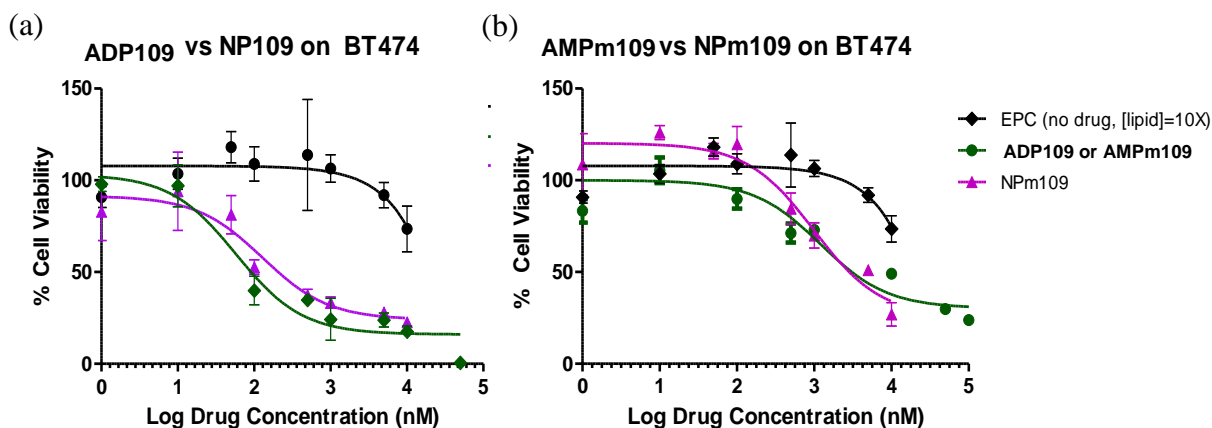 (a)
ADP109 vs NP109 on BT474
150
100
50
0
% Cell Viability
0 1 2 3 4 5
Log Drug Concentration (nM)
(b)
AMPm109 vs NPm109 on BT474
150
100
50
0
% Cell Viability
0 1 2 3 4 5
Log Drug Concentration (nM)
EPC (no drug, [lipid]=10X)
ADP109 or AMPm109
NPm109